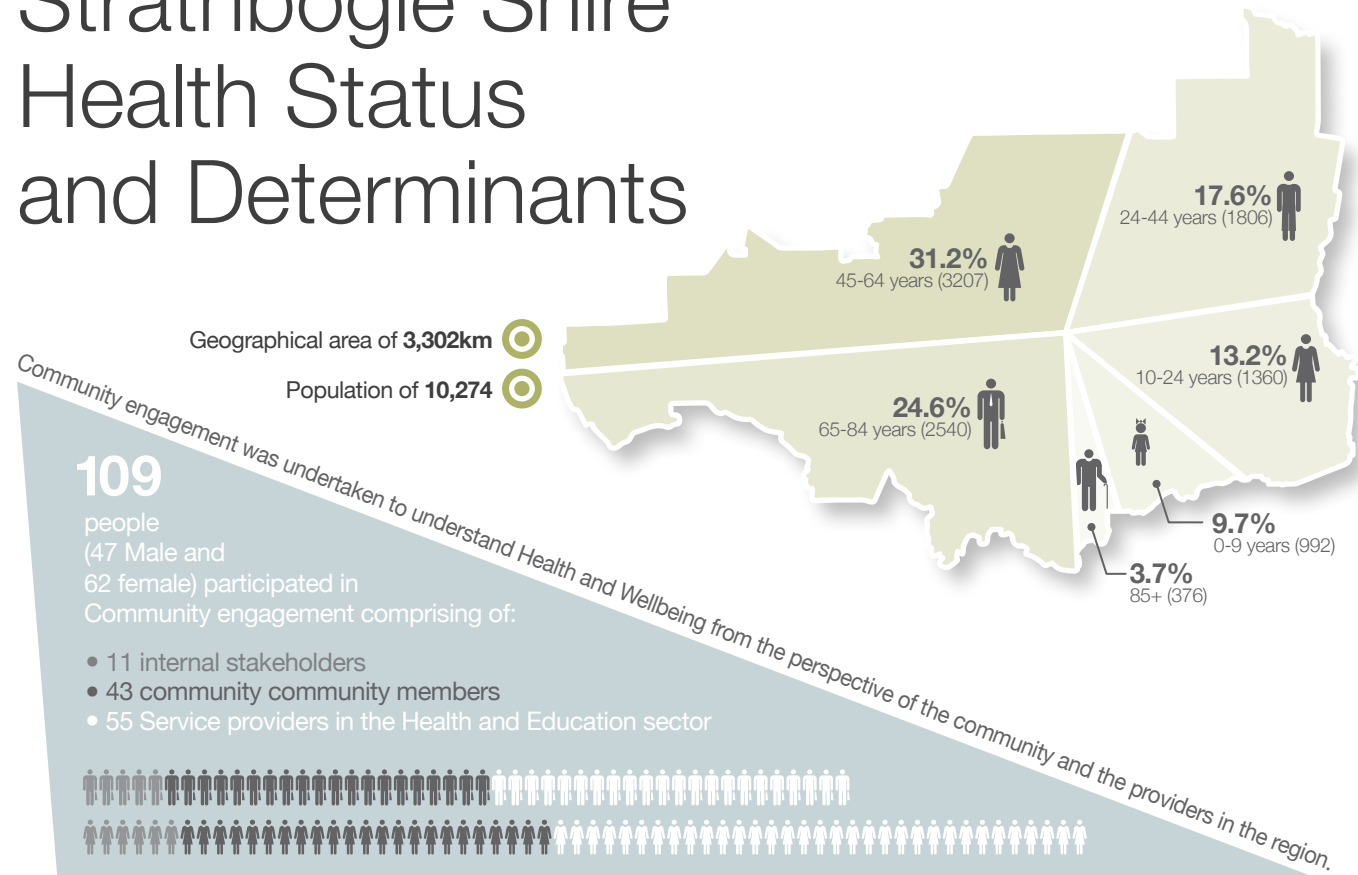 Strathbogie Shire
Health Status
and Determinants
17.6%
24-44 years (1806)
31.2%
45-64 years (3207)
Geographical area of 3,302km
Population of 10,274
13.2%
10-24 years (1360)
24.6%
65-84 years (2540)
9.7%
0-9 years (992)
3.7%
85+ (376)
Community engagement was undertaken to understand Health and Wellbeing from the perspective of the community and the providers in the region.
109
people
(47 Male and
62 female) participated in
Community engagement comprising of:
• 11 internal stakeholders
• 43 community community members
• 55 Service providers in the Health and Education sector